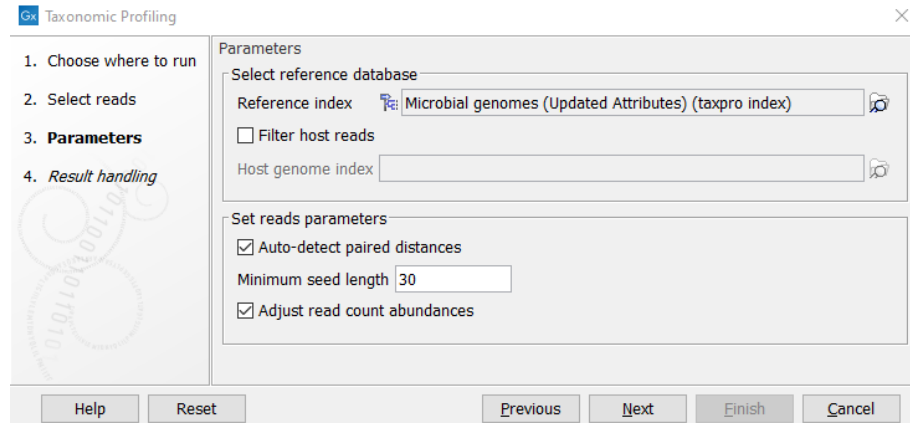 Gx Taxonomic Profiling
1. Choose where to run
2. Select reads
3. Parameters
4. Result handling
Parameters
Select reference database
Reference index Microbial genomes (Updated Attributes) (taxpro index)
Filter host reads
Host genome index
Set reads parameters
Auto-detect paired distances
Minimum seed length 30
Adjust read count abundances
Help Reset Previous Next Finish Cancel